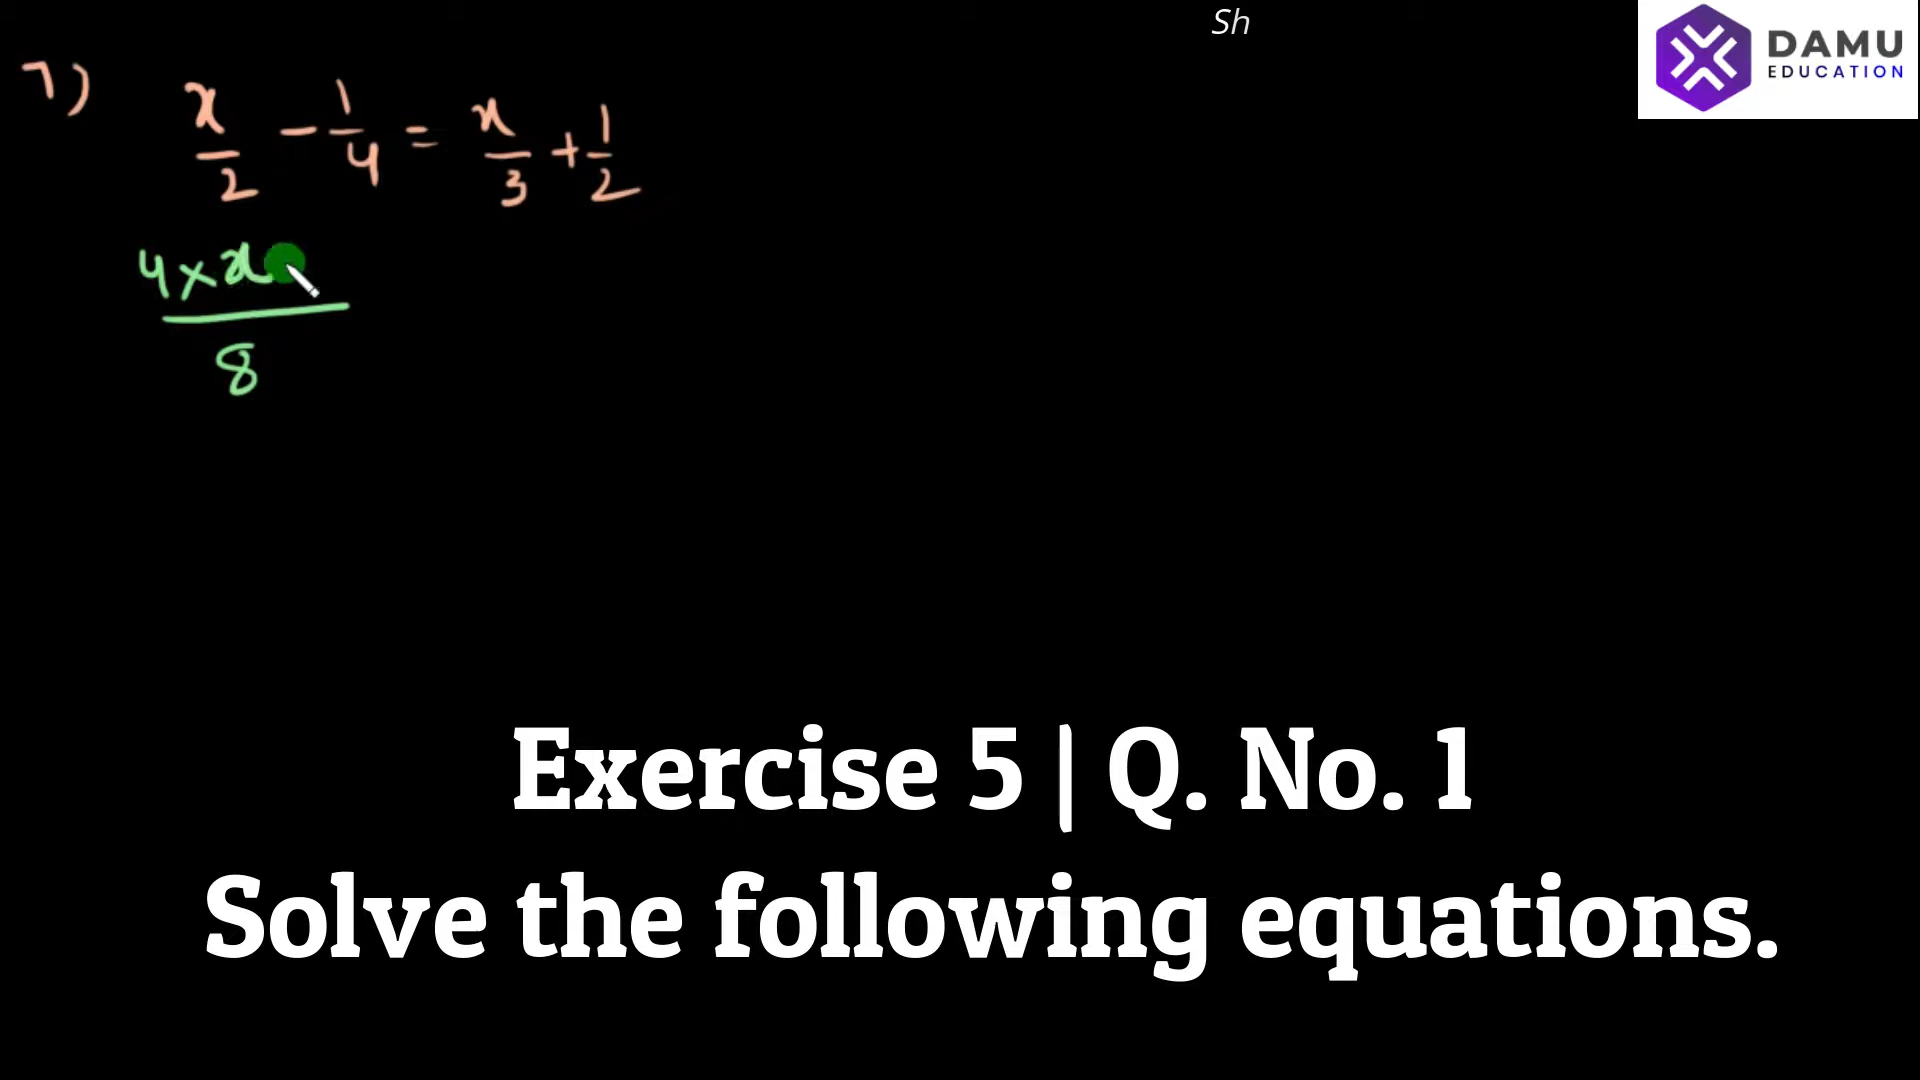 Sh
DAMU
EDUCATION
7) x/2 - 1/4 = x/3 + 1/2
4 × x
8
Exercise 5 | Q. No. 1
Solve the following equations.